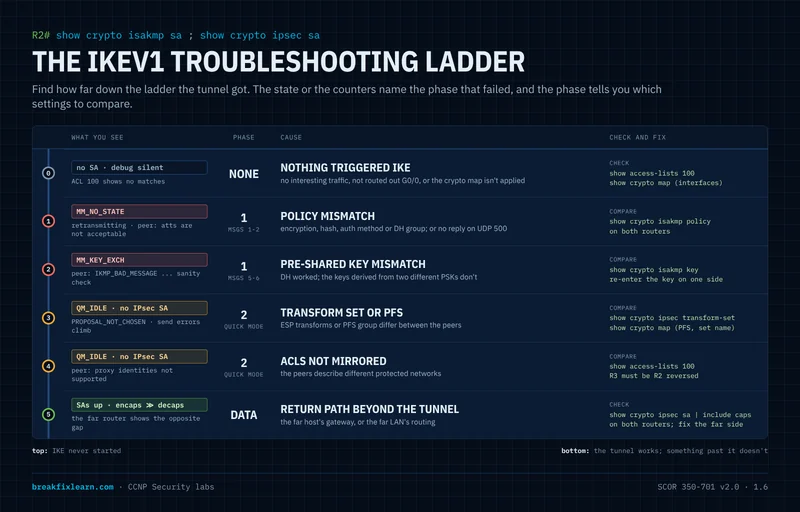 R2# show crypto isakmp sa ; show crypto ipsec sa
THE IKEV1 TROUBLESHOOTING LADDER
Find how far down the ladder the tunnel got. The state or the counters name the phase that failed, and the phase tells you which
settings to compare.
WHAT YOU SEE PHASE CAUSE CHECK AND FIX
0
no SA · debug silent
ACL 100 shows no matches
NONE
NOTHING TRIGGERED IKE
no interesting traffic, not routed out G0/0, or the crypto map isn't applied
CHECK
show access-lists 100
show crypto map (interfaces)
1
MM_NO_STATE
retransmitting · peer: atts are
not acceptable
1
MSGS 1-2
POLICY MISMATCH
encryption, hash, auth method or DH group; or no reply on UDP 500
COMPARE
show crypto isakmp policy
on both routers
2
MM_KEY_EXCH
peer: IKMP_BAD_MESSAGE ... sanity
check
1
MSGS 5-6
PRE-SHARED KEY MISMATCH
DH worked; the keys derived from two different PSKs don't
COMPARE
show crypto isakmp key
re-enter the key on one side
3
QM_IDLE · no IPsec SA
PROPOSAL_NOT_CHOSEN · send errors
climb
2
QUICK MODE
TRANSFORM SET OR PFS
ESP transforms or PFS group differ between the peers
COMPARE
show crypto ipsec transform-set
show crypto map (PFS, set name)
4
QM_IDLE · no IPsec SA
peer: proxy identities not
supported
2
QUICK MODE
ACLS NOT MIRRORED
the peers describe different protected networks
COMPARE
show access-lists 100
R3 must be R2 reversed
5
SAs up · encaps ≫ decaps
the far router shows the opposite
gap
DATA
RETURN PATH BEYOND THE TUNNEL
the far host's gateway, or the far LAN's routing
CHECK
show crypto ipsec sa | include caps
on both routers; fix the far side
top: IKE never started
bottom: the tunnel works; something past it doesn't
breakfixlearn.com · CCNP Security labs
SCOR 350-701 v2.0 · 1.6